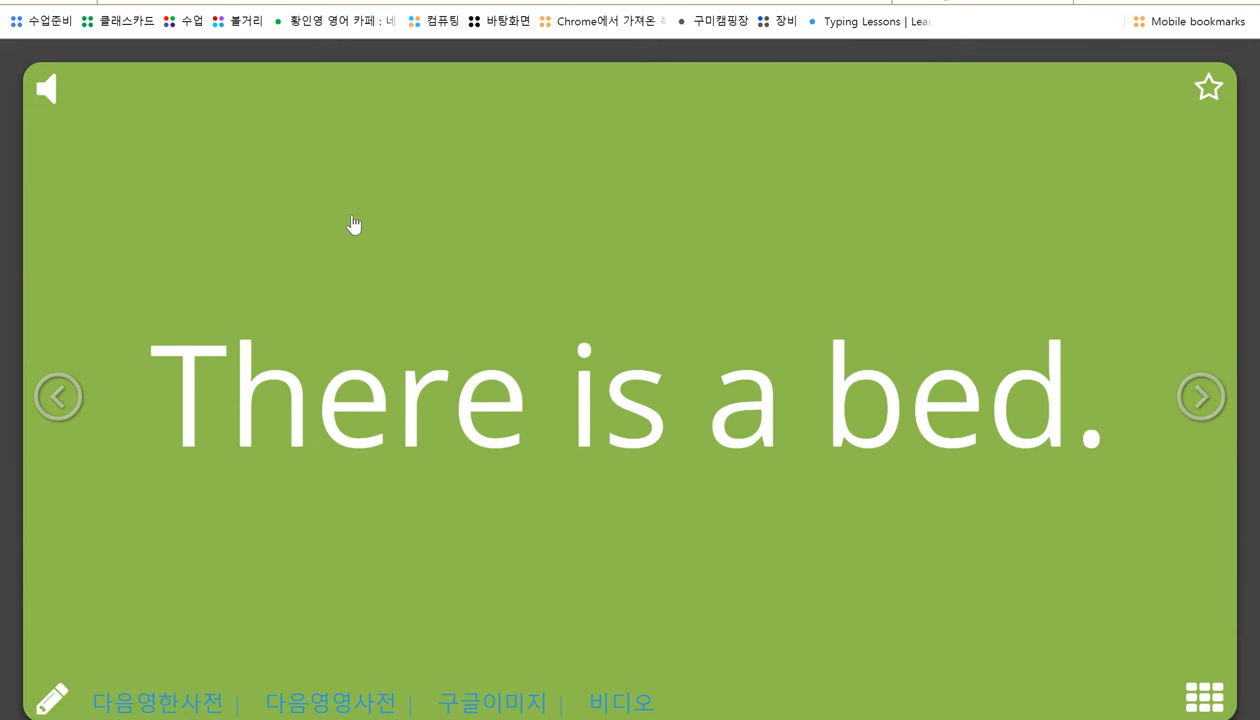 수업준비 클래스카드 수업 볼거리 황인영 영어 카페 : 네 컴퓨팅 바탕화면 Chrome에서 가져온 구미캠핑장 장비 Typing Lessons | Lea Mobile bookmarks
There is a bed.
다음영한사전 | 다음영영사전 | 구글이미지 | 비디오